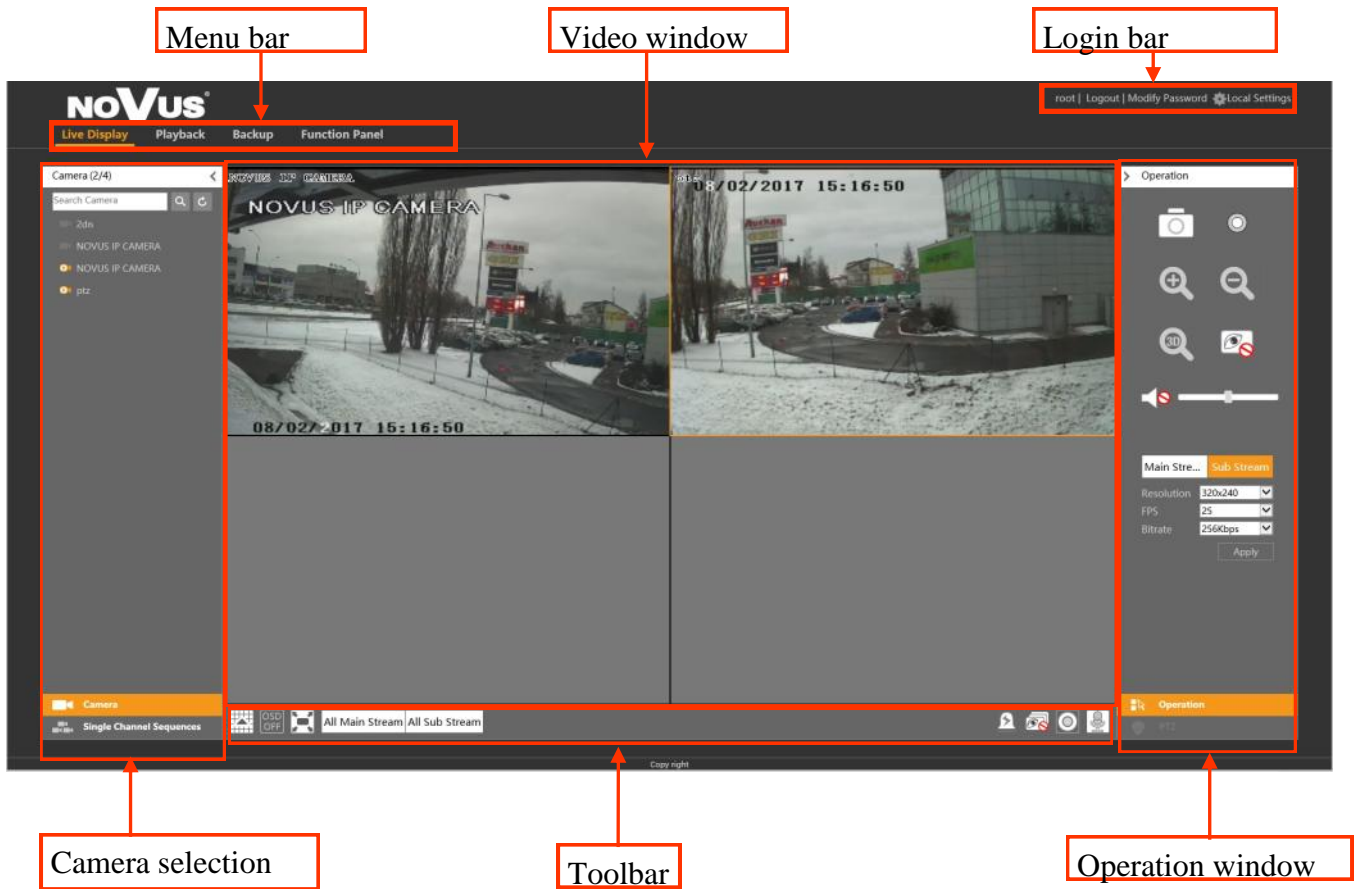 Menu bar
Video window
Login bar
NOVUS®
root | Logout | Modify Password Local Settings
Live Display Playback Backup Function Panel
Camera (2/4)
Search Camera
2dn
NOVUS IP CAMERA
NOVUS IP CAMERA
ptz
NOVUS IP CAMERA
NOVUS IP CAMERA
Auchan
08/02/2017 15:16:50
08/02/2017 15:16:50
Operation
3D
Main Stre... Sub Stream
Resolution 320x240
FPS 25
Bitrate 256Kbps
Apply
Camera
Single Channel Sequences
OSD OFF
All Main Stream All Sub Stream
Operation
PTZ
Copy right
Camera selection
Toolbar
Operation window